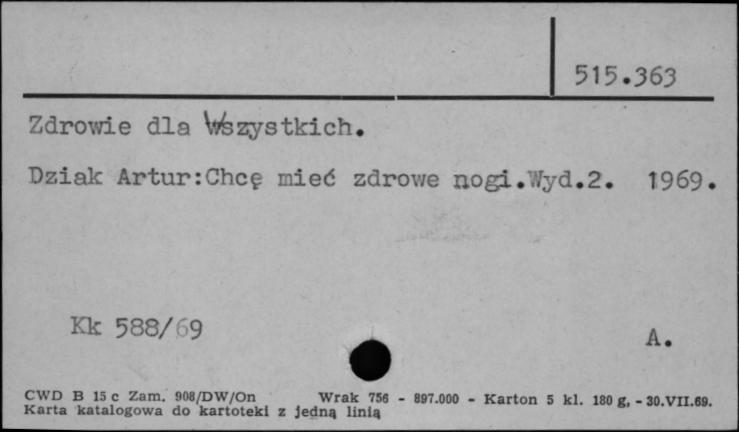 515.363
Zdrowie dla Wszystkich.
Dziak Artur:Chcę mieć zdrowe nogi.Wyd.2. 1969.
Kk 588/69
A.
CWD B 15 c Zam. 908/DW/On Wrak 756 - 897.000 - Karton 5 kl. 180 g, - 30.VII.69.
Karta katalogowa do kartoteki z jedną linią